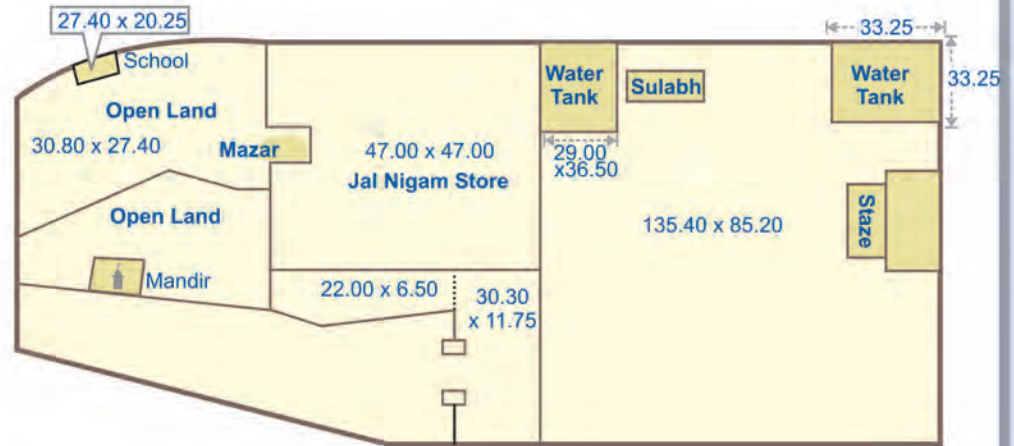 27.40 x 20.25
School
Open Land
30.80 x 27.40
Mazar
Open Land
Mandir
47.00 x 47.00
Jal Nigam Store
22.00 x 6.50
30.30
x 11.75
Water
Tank
29.00
x36.50
Sulabh
33.25
Water
Tank
33.25
135.40 x 85.20
Staze